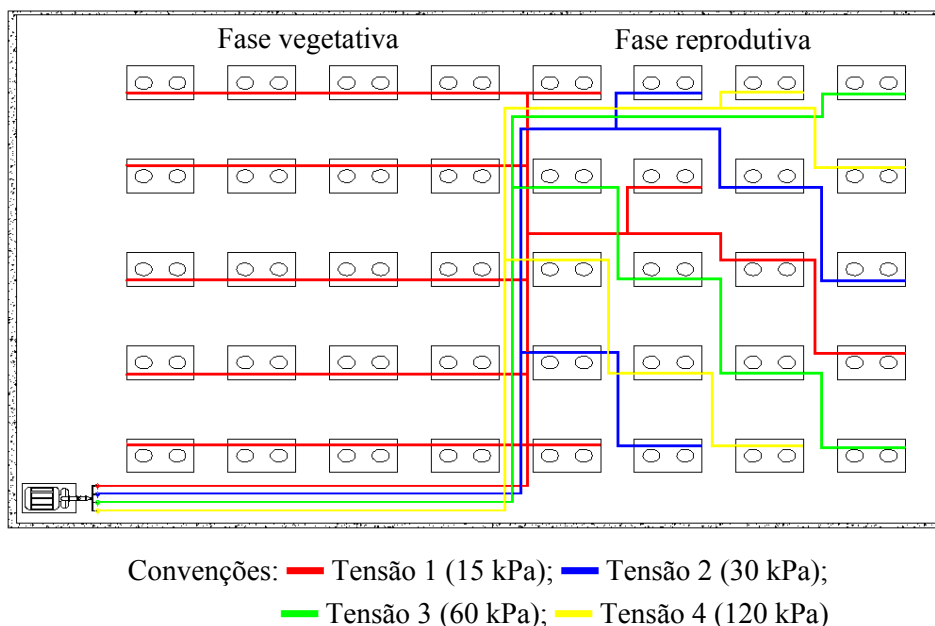 Fase vegetativa
Fase reprodutiva
Convenções: Tensão 1 (15 kPa); Tensão 2 (30 kPa);
Tensão 3 (60 kPa); Tensão 4 (120 kPa)